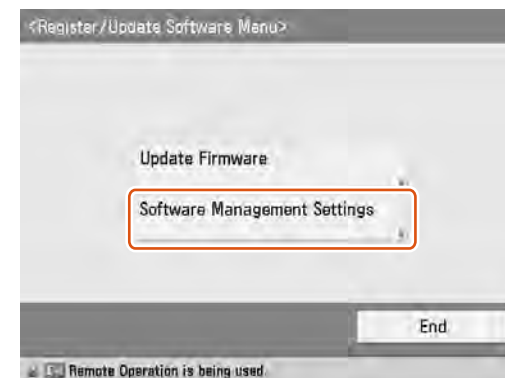 <Register/Update Software Menu>
Update Firmware
Software Management Settings
End
Remote Operation is being used.